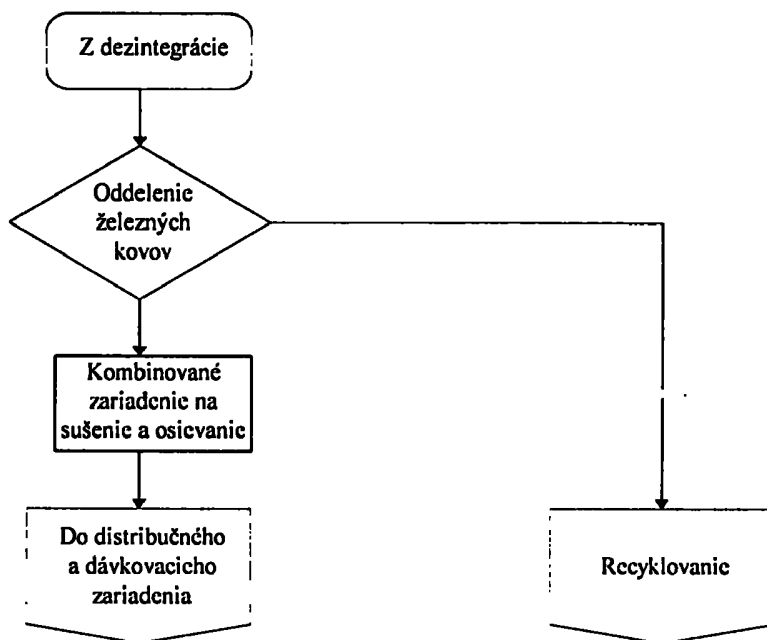 Z dezintegrácie
Oddelenie
železných
kovov
Kombinované
zariadenie na
sušenie a osievanie
Do distribučného
a dávkovacieho
zariadenia
Recyklovanie